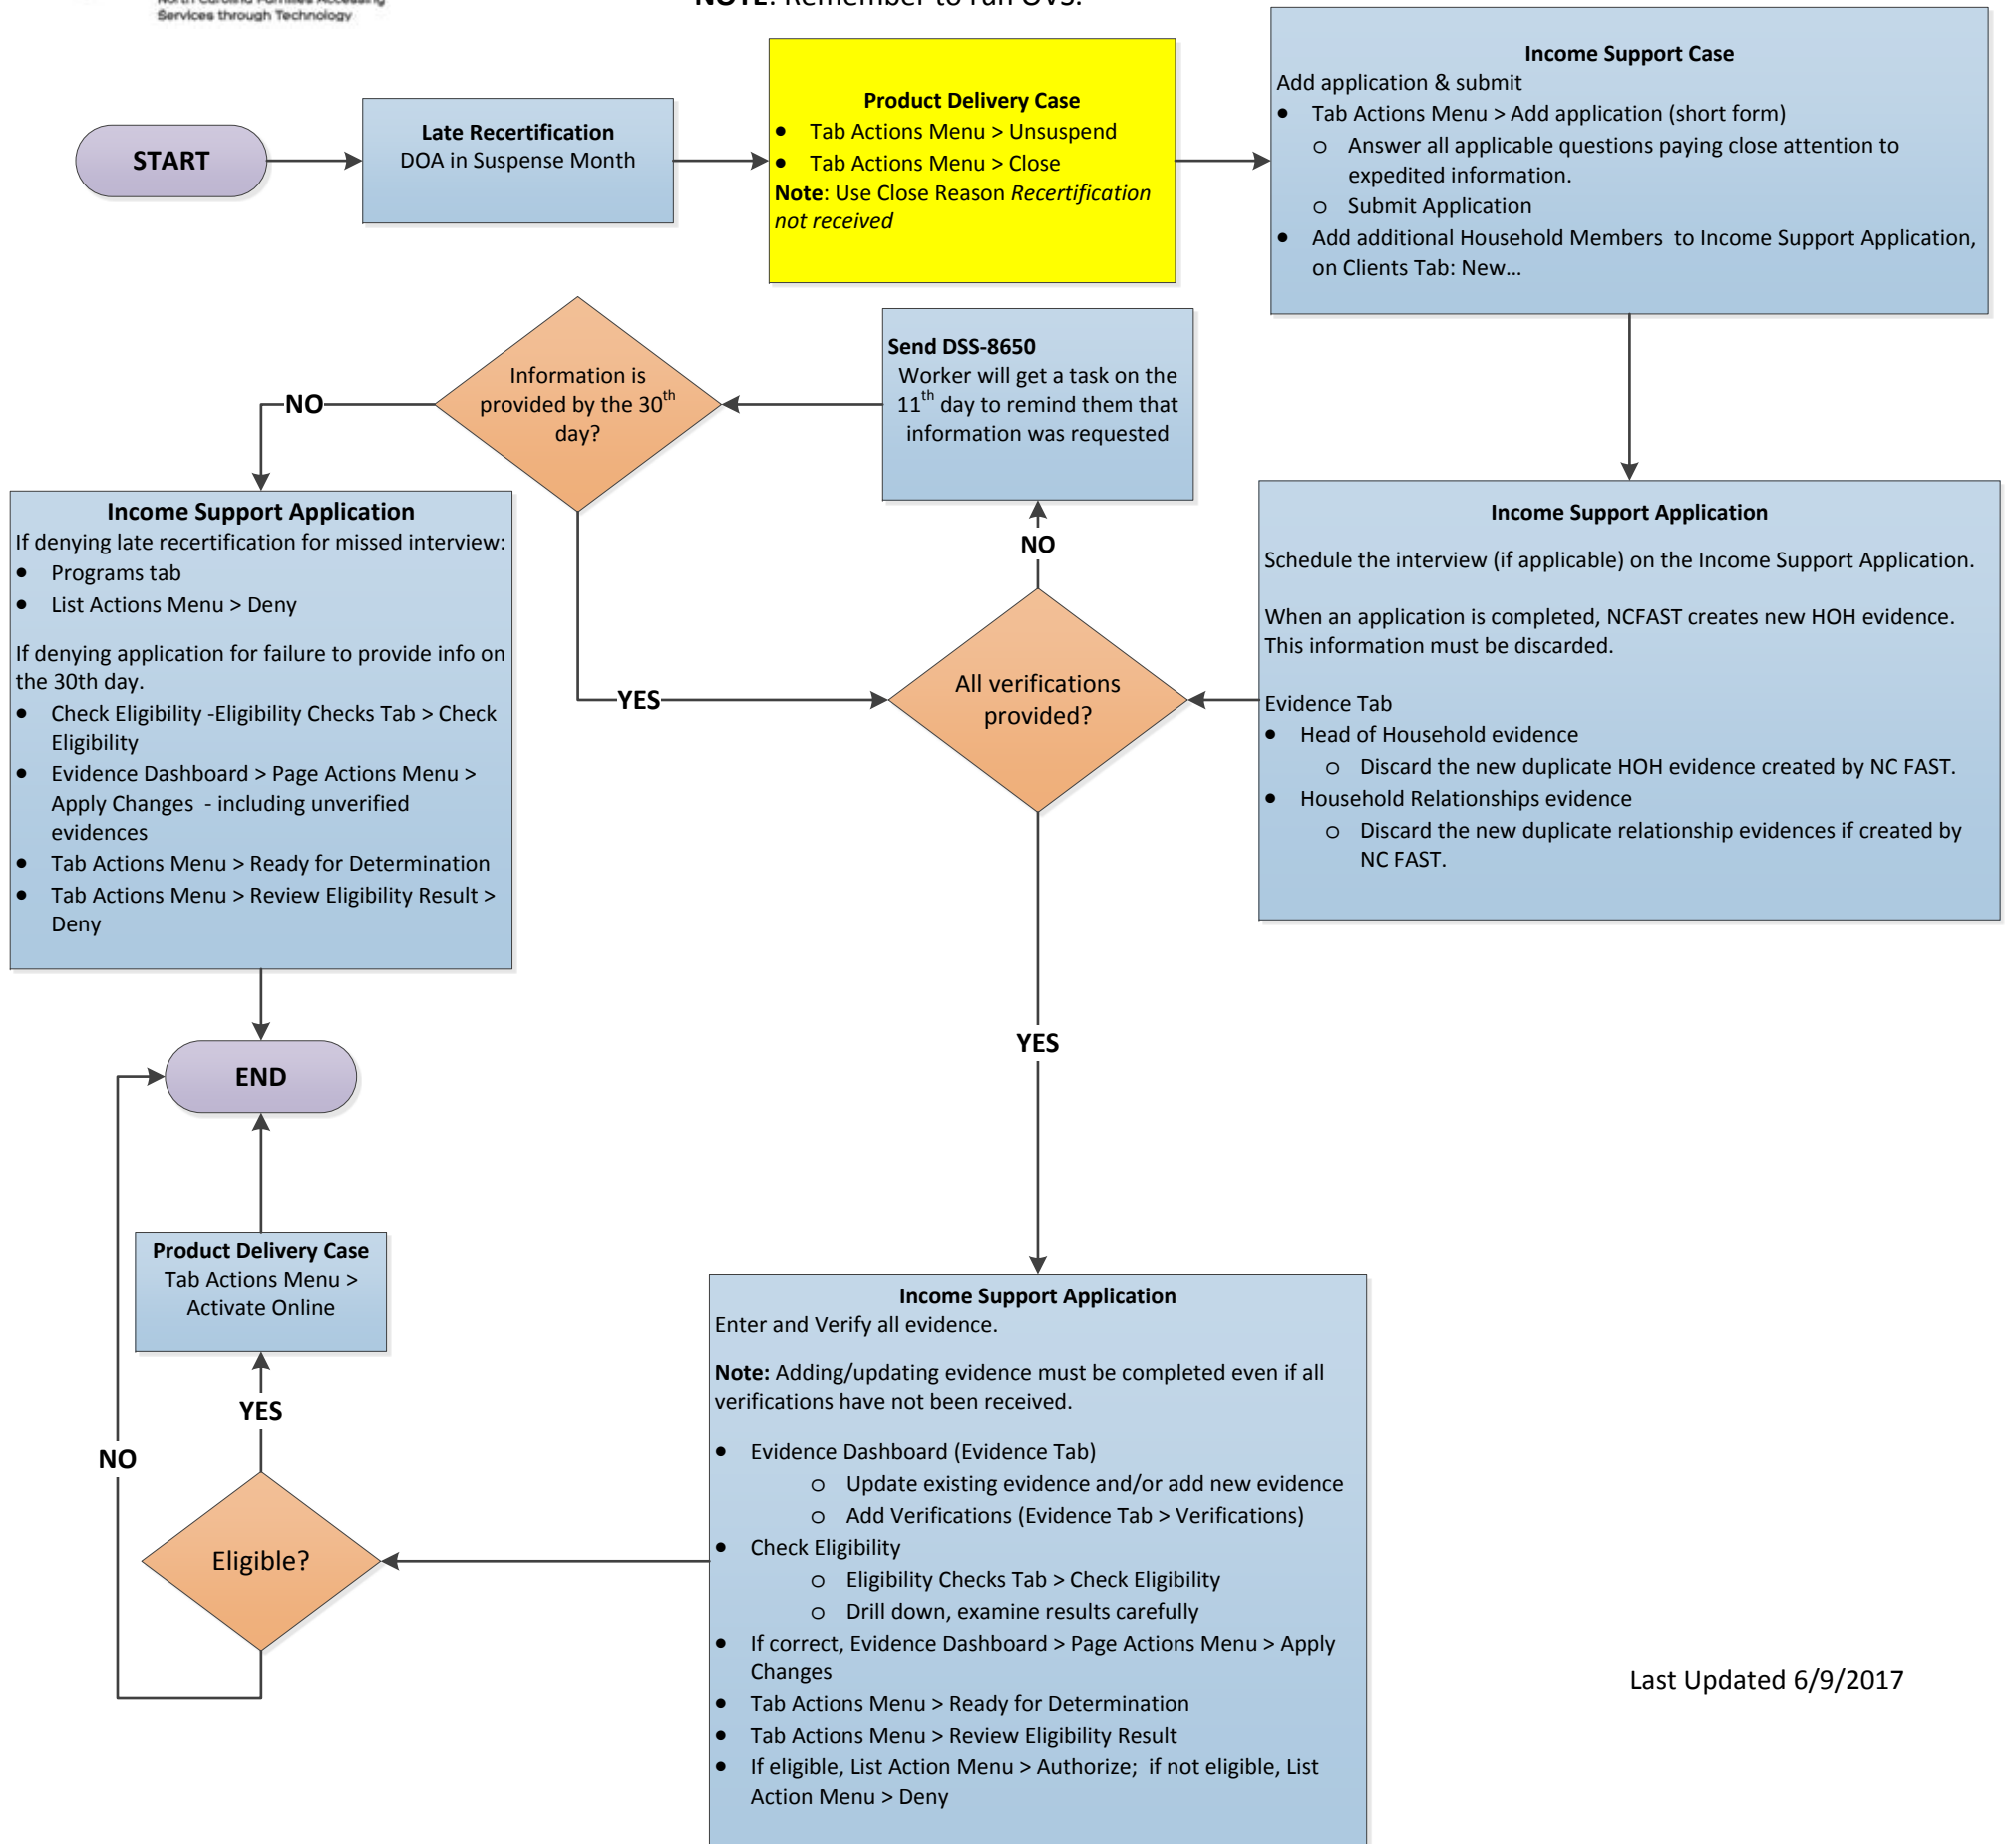 North Carolina Families Accessing
Services through Technology
NOTE: Remember to run OVS.
START
Late Recertification
DOA in Suspense Month
Product Delivery Case
• Tab Actions Menu > Unsuspend
• Tab Actions Menu > Close
Note: Use Close Reason Recertification
not received
Income Support Case
Add application & submit
• Tab Actions Menu > Add application (short form)
o Answer all applicable questions paying close attention to
expedited information.
o Submit Application
• Add additional Household Members to Income Support Application,
on Clients Tab: New…
Information is
provided by the 30th
day?
NO
YES
Send DSS-8650
Worker will get a task on the
11th day to remind them that
information was requested
NO
Income Support Application
If denying late recertification for missed interview:
• Programs tab
• List Actions Menu > Deny
If denying application for failure to provide info on
the 30th day.
• Check Eligibility -Eligibility Checks Tab > Check
Eligibility
• Evidence Dashboard > Page Actions Menu >
Apply Changes - including unverified
evidences
• Tab Actions Menu > Ready for Determination
• Tab Actions Menu > Review Eligibility Result >
Deny
All verifications
provided?
Income Support Application
Schedule the interview (if applicable) on the Income Support Application.
When an application is completed, NCFAST creates new HOH evidence.
This information must be discarded.
Evidence Tab
• Head of Household evidence
o Discard the new duplicate HOH evidence created by NC FAST.
• Household Relationships evidence
o Discard the new duplicate relationship evidences if created by
NC FAST.
YES
END
Product Delivery Case
Tab Actions Menu >
Activate Online
YES
NO
Eligible?
Income Support Application
Enter and Verify all evidence.
Note: Adding/updating evidence must be completed even if all
verifications have not been received.
• Evidence Dashboard (Evidence Tab)
o Update existing evidence and/or add new evidence
o Add Verifications (Evidence Tab > Verifications)
• Check Eligibility
o Eligibility Checks Tab > Check Eligibility
o Drill down, examine results carefully
• If correct, Evidence Dashboard > Page Actions Menu > Apply
Changes
• Tab Actions Menu > Ready for Determination
• Tab Actions Menu > Review Eligibility Result
• If eligible, List Action Menu > Authorize; if not eligible, List
Action Menu > Deny
Last Updated 6/9/2017